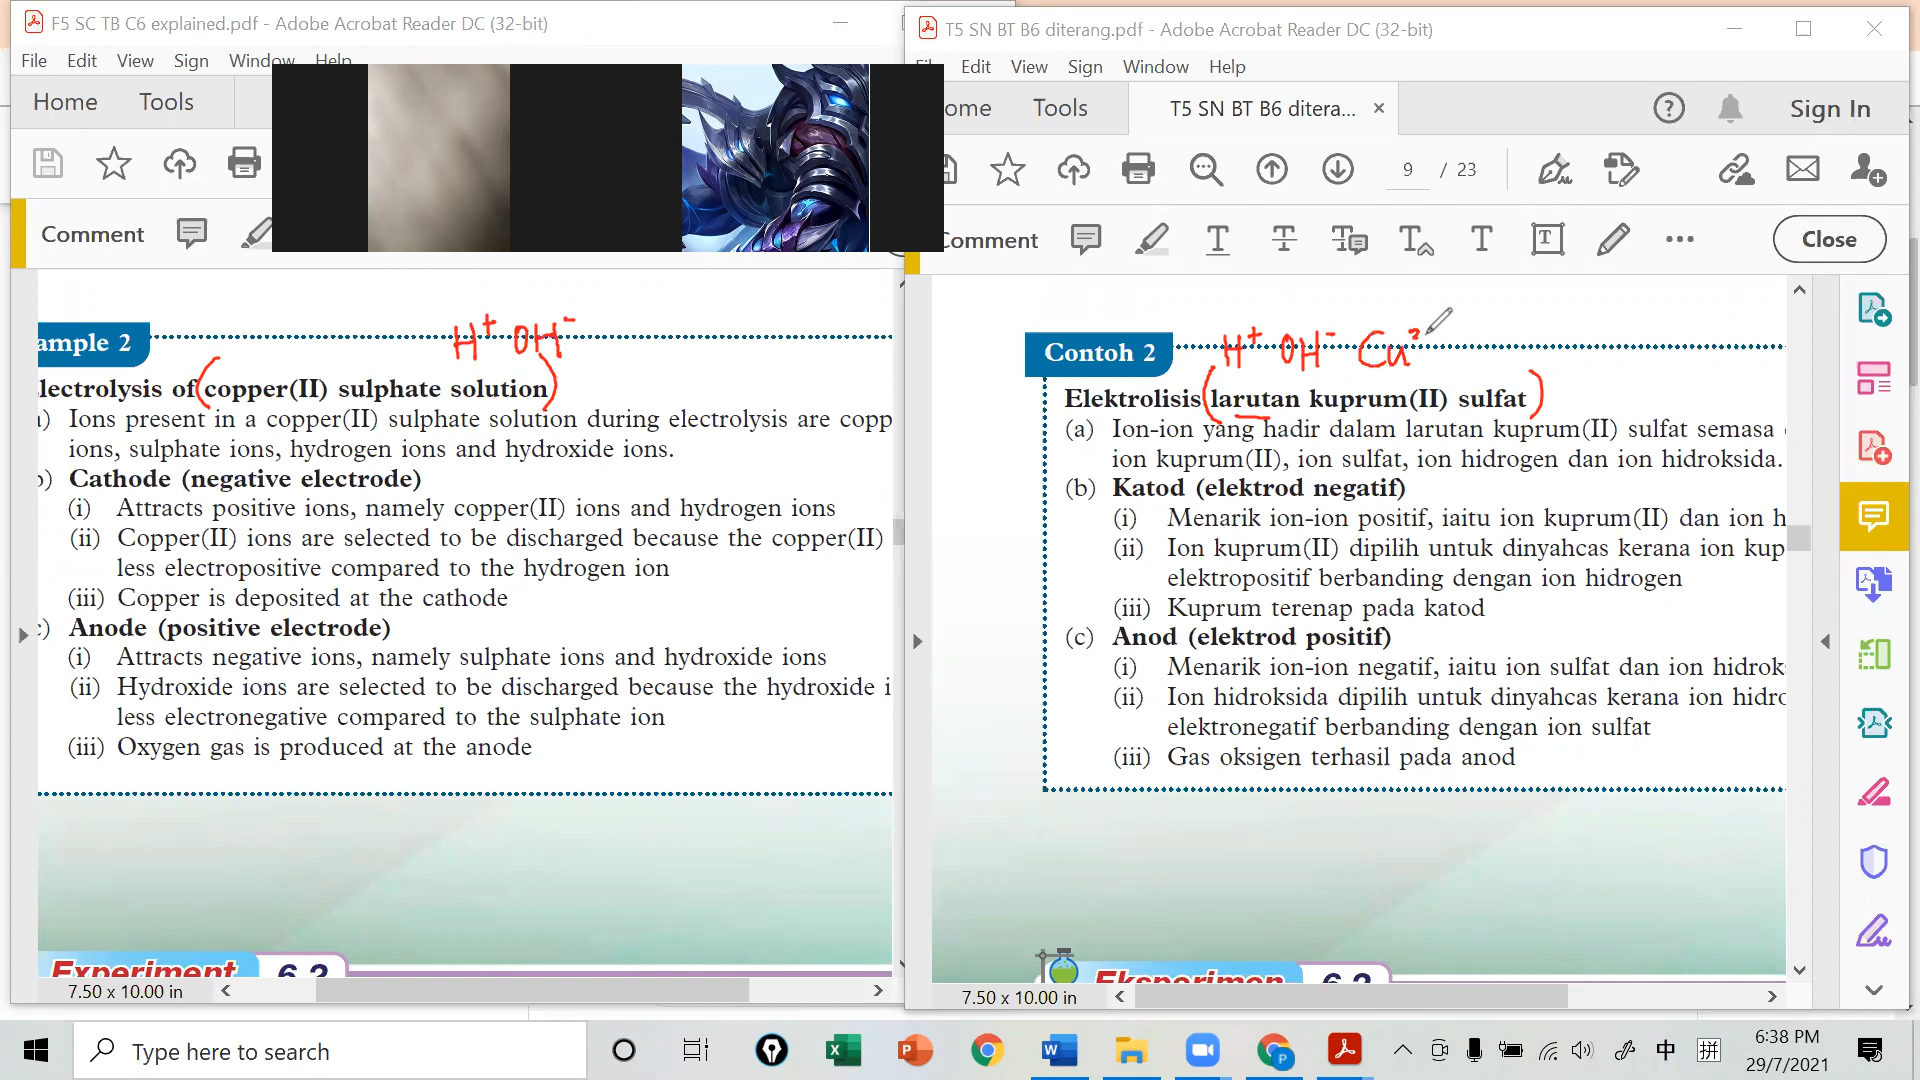 F5 SC TB C6 explained.pdf - Adobe Acrobat Reader DC (32-bit)
File Edit View Sign Window Help
Home Tools
Comment
H⁺ OH⁻
ample 2
lectrolysis of (copper(II) sulphate solution)
Ions present in a copper(II) sulphate solution during electrolysis are copp
ions, sulphate ions, hydrogen ions and hydroxide ions.
Cathode (negative electrode)
(i) Attracts positive ions, namely copper(II) ions and hydrogen ions
(ii) Copper(II) ions are selected to be discharged because the copper(II)
less electropositive compared to the hydrogen ion
(iii) Copper is deposited at the cathode
Anode (positive electrode)
(i) Attracts negative ions, namely sulphate ions and hydroxide ions
(ii) Hydroxide ions are selected to be discharged because the hydroxide i
less electronegative compared to the sulphate ion
(iii) Oxygen gas is produced at the anode
Experiment 6.2
7.50 x 10.00 in
T5 SN BT B6 diterang.pdf - Adobe Acrobat Reader DC (32-bit)
Edit View Sign Window Help
ome Tools T5 SN BT B6 ditera... × Sign In
9 / 23
Comment Close
H⁺ OH⁻ Cu²
Contoh 2
Elektrolisis (larutan kuprum(II) sulfat)
(a) Ion-ion yang hadir dalam larutan kuprum(II) sulfat semasa
ion kuprum(II), ion sulfat, ion hidrogen dan ion hidroksida.
(b) Katod (elektrod negatif)
(i) Menarik ion-ion positif, iaitu ion kuprum(II) dan ion h
(ii) Ion kuprum(II) dipilih untuk dinyahcas kerana ion kup
elektropositif berbanding dengan ion hidrogen
(iii) Kuprum terenap pada katod
(c) Anod (elektrod positif)
(i) Menarik ion-ion negatif, iaitu ion sulfat dan ion hidrok
(ii) Ion hidroksida dipilih untuk dinyahcas kerana ion hidro
elektronegatif berbanding dengan ion sulfat
(iii) Gas oksigen terhasil pada anod
Eksperimen 6.2
7.50 x 10.00 in
Type here to search
中 拼
6:38 PM
29/7/2021